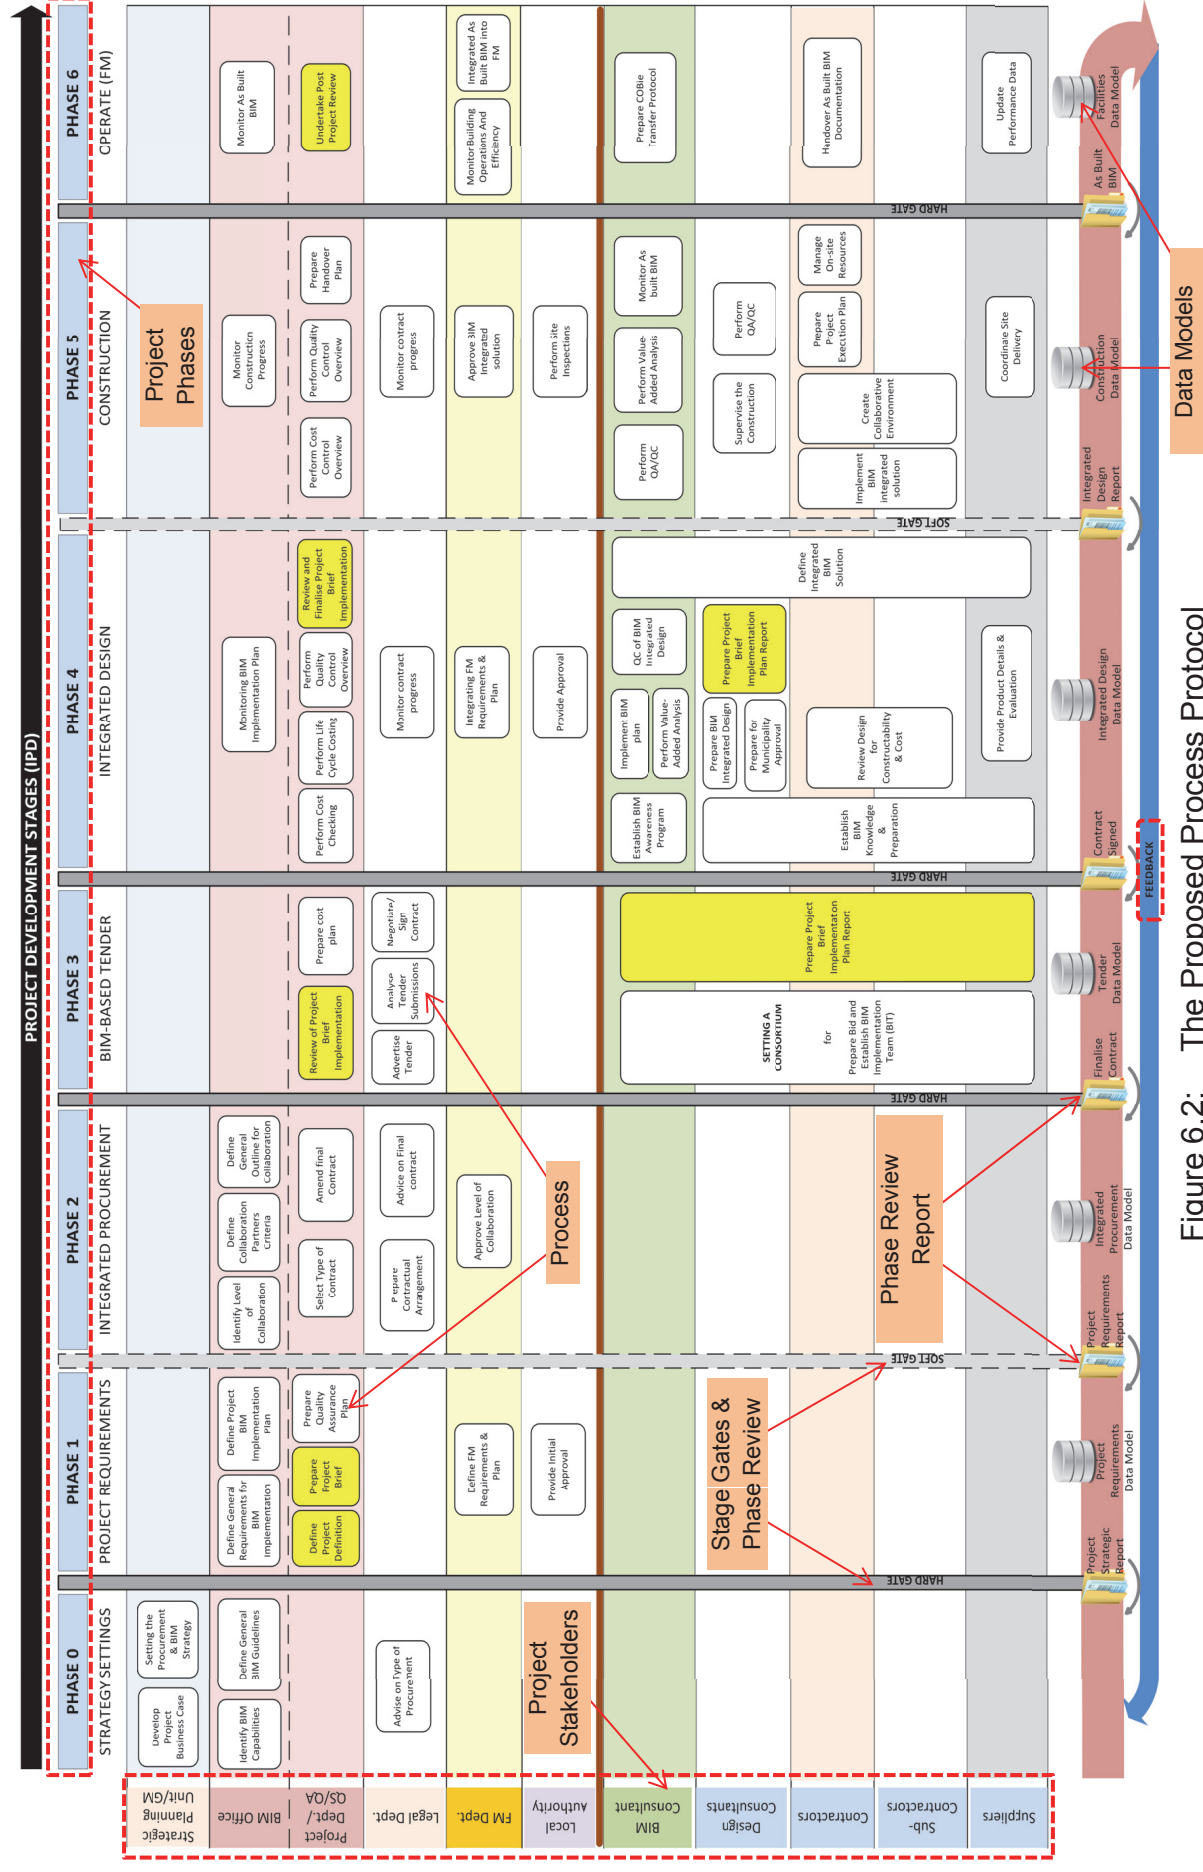 PROJECT DEVELOPMENT STAGES (IPD)
PHASE 0
PHASE 1
PHASE 2
PHASE 3
PHASE 4
PHASE 5
PHASE 6
STRATEGY SETTINGS
PROJECT REQUIREMENTS
INTEGRATED PROCUREMENT
BIM-BASED TENDER
INTEGRATED DESIGN
CONSTRUCTION
OPERATE (FM)
Strategic
Planning
Unit/GM
Develop
Project
Business Case
Setting the
Procurement
& BIM
Strategy
BIM Office
Identify BIM
Capabilities
Define General
BIM Guidelines
Define General
Requirements for
BIM
Implementation
Define Project
BIM
Implementation
Plan
Identify Level
of
Collaboration
Define
Collaboration
Partners
Criteria
Define
General
Outline for
Collaboration
Monitoring BIM
Implementation Plan
Monitor
Construction
Progress
Monitor As Built
BIM
Project
Dept./
QS/QA
Define
Project
Definition
Prepare
Project
Brief
Prepare
Quality
Assurance
Plan
Select Type of
Contract
Amend final
Contract
Review of Project
Brief
Implementation
Prepare cost
plan
Perform Cost
Checking
Perform Life
Cycle Costing
Perform
Quality
Control
Overview
Review and
Finalise Project
Brief
Implementation
Perform Cost
Control
Overview
Perform Quality
Control
Overview
Prepare
Handover
Plan
Undertake Post
Project Review
Legal Dept.
Advise on Type of
Procurement
Prepare
Contractual
Arrangement
Advice on Final
contract
Advertise
Tender
Analyse
Tender
Submissions
Negotiate/
Sign
Contract
Monitor contract
progress
Monitor contract
progress
FM Dept.
Define FM
Requirements &
Plan
Approve Level of
Collaboration
Integrating FM
Requirements &
Plan
Approve BIM
Integrated
solution
Monitor Building
Operations And
Efficiency
Integrated As
Built BIM into
FM
Local
Authority
Provide Initial
Approval
Provide Approval
Perform site
Inspections
BIM
Consultant
Establish BIM
Awareness
Program
Implement BIM
plan
Perform Value-
Added Analysis
QC of BIM
Integrated
Design
Perform
QA/QC
Perform Value-
Added Analysis
Monitor As
built BIM
Prepare COBie
Transfer Protocol
Design
Consultants
Prepare BIM
Integrated Design
Prepare for
Municipality
Approval
Prepare Project
Brief
Implementation
Plan Report
Supervise the
Construction
Perform
QA/QC
Contractors
SETTING A
CONSORTIUM
for
Prepare Bid and
Establish BIM
Implementation
Team (BIT)
Prepare Project
Brief
Implementation
Plan Report
Establish
BIM
Knowledge
&
Preparation
Review Design
for
Constructability
& Cost
Define
Integrated
BIM
Solution
Implement
BIM
integrated
solution
Create
Collaborative
Environment
Prepare
Project
Execution Plan
Manage
On-site
Resources
Handover As Built BIM
Documentation
Sub-
Contractors
Suppliers
Provide Product Details &
Evaluation
Coordinate Site
Delivery
Update
Performance Data
HARD GATE
SOFT GATE
HARD GATE
HARD GATE
SOFT GATE
HARD GATE
Project
Strategic
Report
Project
Requirements
Data Model
Project
Requirements
Report
Integrated
Procurement
Data Model
Finalise
Contract
Tender
Data Model
Contract
Signed
Integrated Design
Data Model
Integrated
Design
Report
Construction
Data Model
As Built
BIM
Facilities
Data Model
FEEDBACK
Project
Phases
Process
Project
Stakeholders
Stage Gates &
Phase Review
Phase Review
Report
Data Models
Figure 6.2: The Proposed Process Protocol